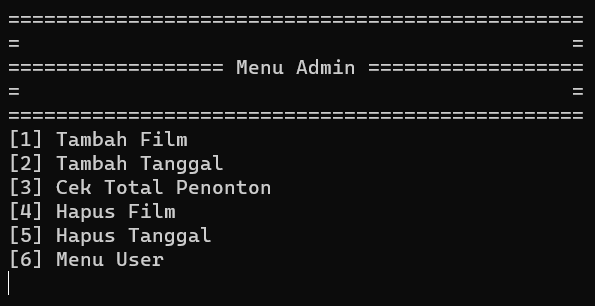 ================================================
=                                              =
================== Menu Admin ==================
=                                              =
================================================
[1] Tambah Film
[2] Tambah Tanggal
[3] Cek Total Penonton
[4] Hapus Film
[5] Hapus Tanggal
[6] Menu User